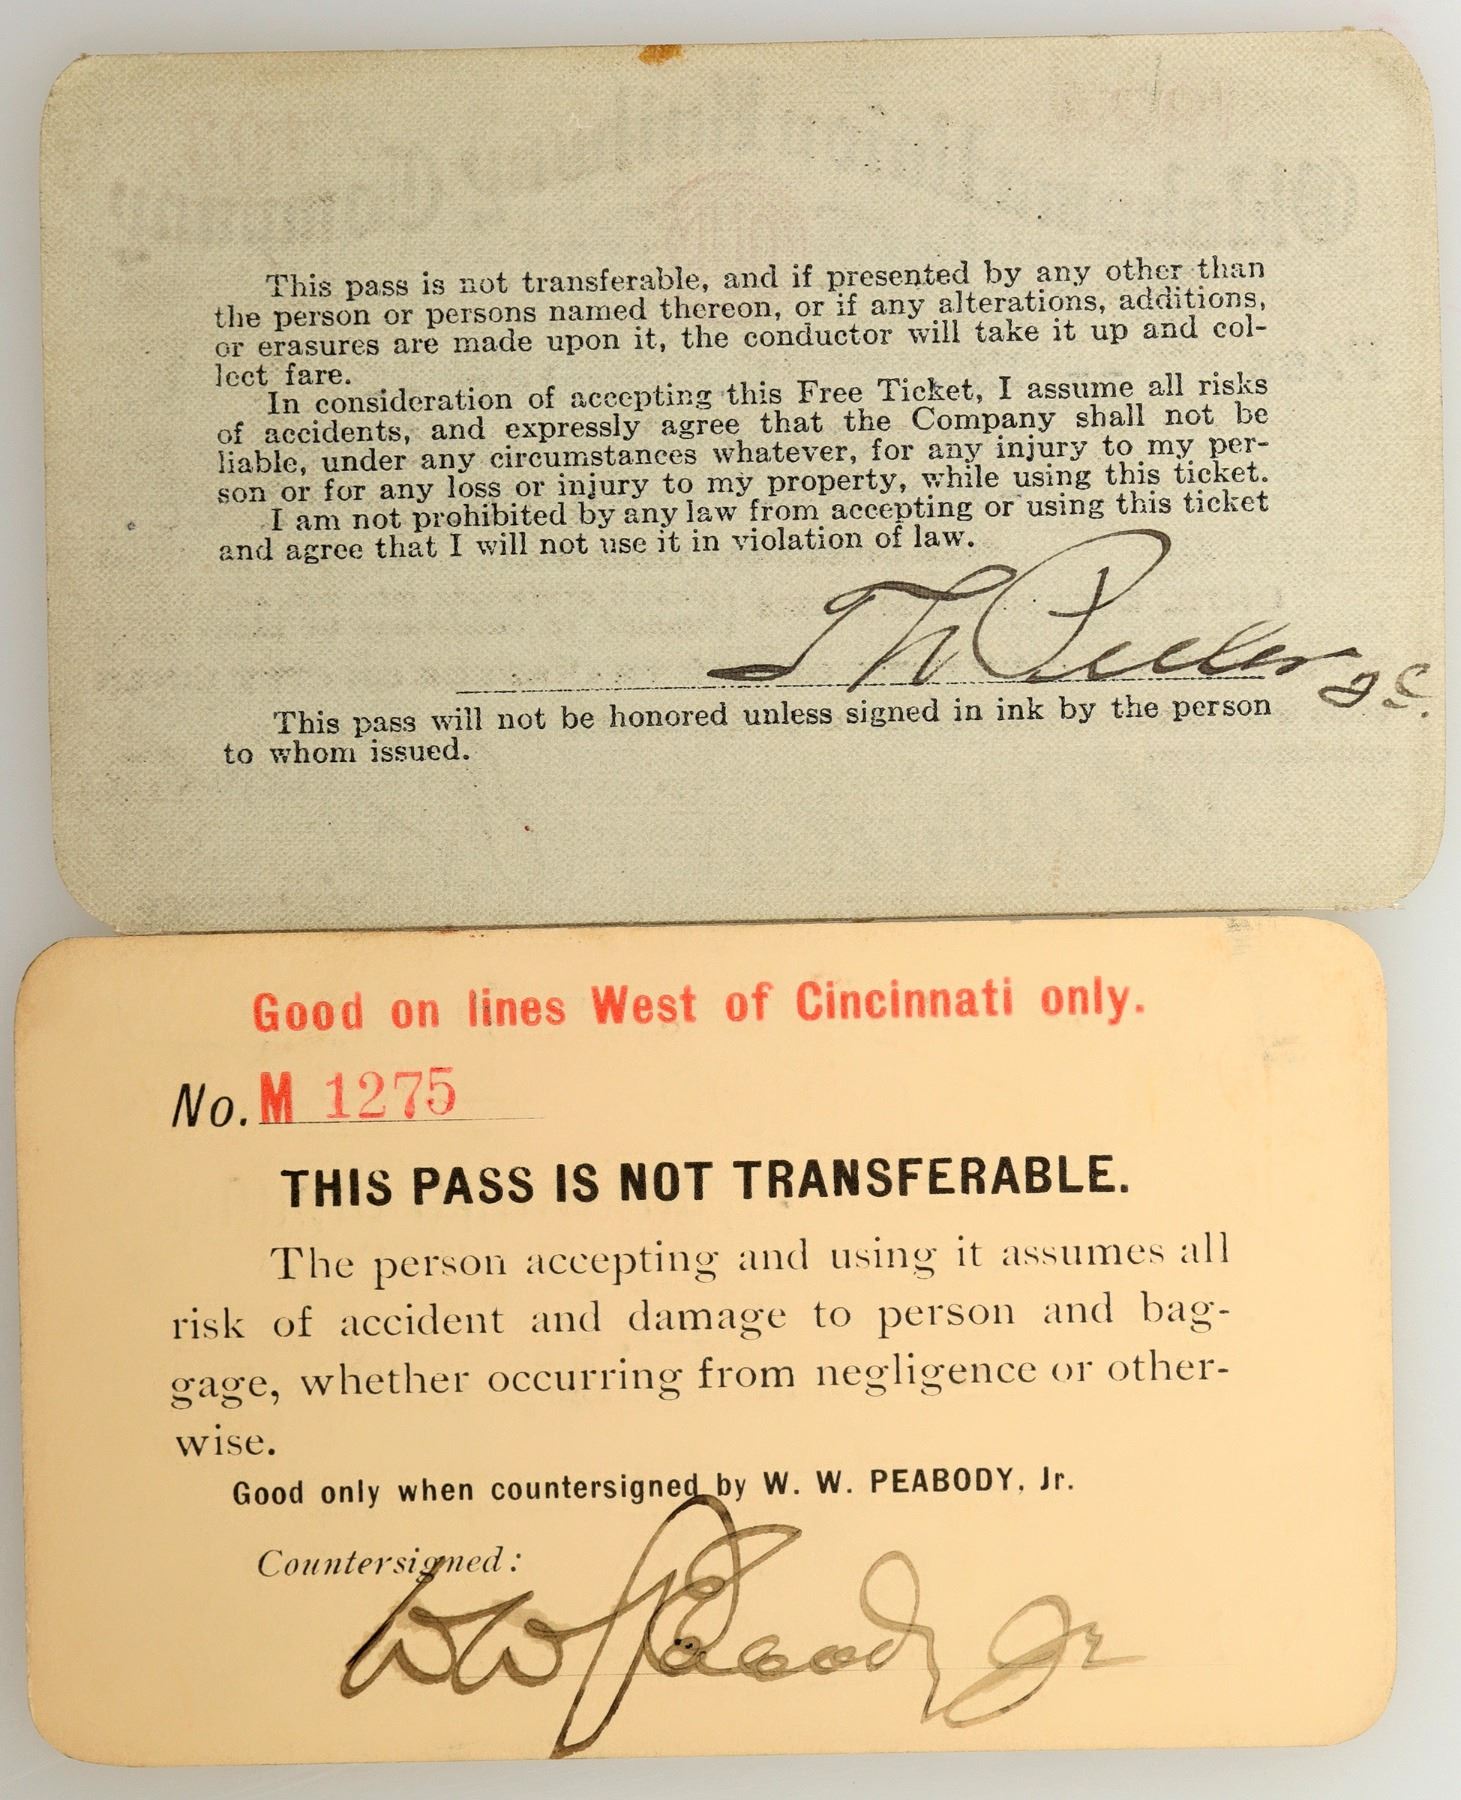 This pass is not transferable, and if presented by any other than
the person or persons named thereon, or if any alterations, additions,
or erasures are made upon it, the conductor will take it up and col-
lect fare.
In consideration of accepting this Free Ticket, I assume all risks
of accidents, and expressly agree that the Company shall not be
liable, under any circumstances whatever, for any injury to my per-
son or for any loss or injury to my property, while using this ticket.
I am not prohibited by any law from accepting or using this ticket
and agree that I will not use it in violation of law.
This pass will not be honored unless signed in ink by the person
to whom issued.
Good on lines West of Cincinnati only.
No. M 1275
THIS PASS IS NOT TRANSFERABLE.
The person accepting and using it assumes all
risk of accident and damage to person and bag-
gage, whether occurring from negligence or other-
wise.
Good only when countersigned by W. W. PEABODY, Jr.
Countersigned:
W W Peabody Jr